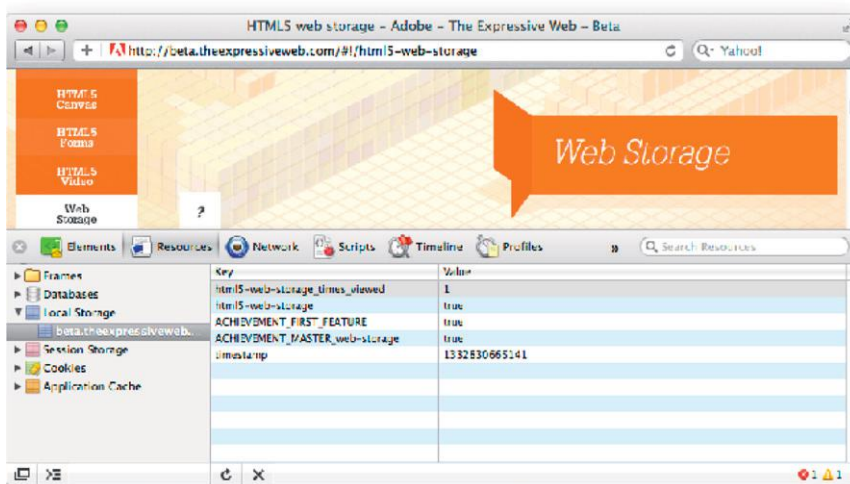 HTML5 web storage – Adobe – The Expressive Web – Beta
http://beta.theexpressiveweb.com/#!/html5-web-storage
Yahoo!
HTML5
Canvas
HTML5
Forms
HTML5
Video
Web
Storage
?
Web Storage
Elements Resources Network Scripts Timeline Profiles » Search Resources
Key Value
Frames
Databases
Local Storage
beta.theexpressiveweb...
Session Storage
Cookies
Application Cache
html5-web-storage_times_viewed 1
html5-web-storage true
ACHIEVEMENT_FIRST_FEATURE true
ACHIEVEMENT_MASTER_web-storage true
timestamp 1332830665141
1 1